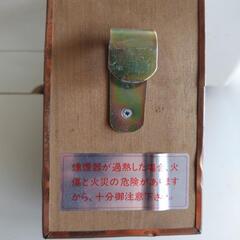 燻煙器が過熱した場合、火
傷と火災の危険があります
から、十分御注意下さい。